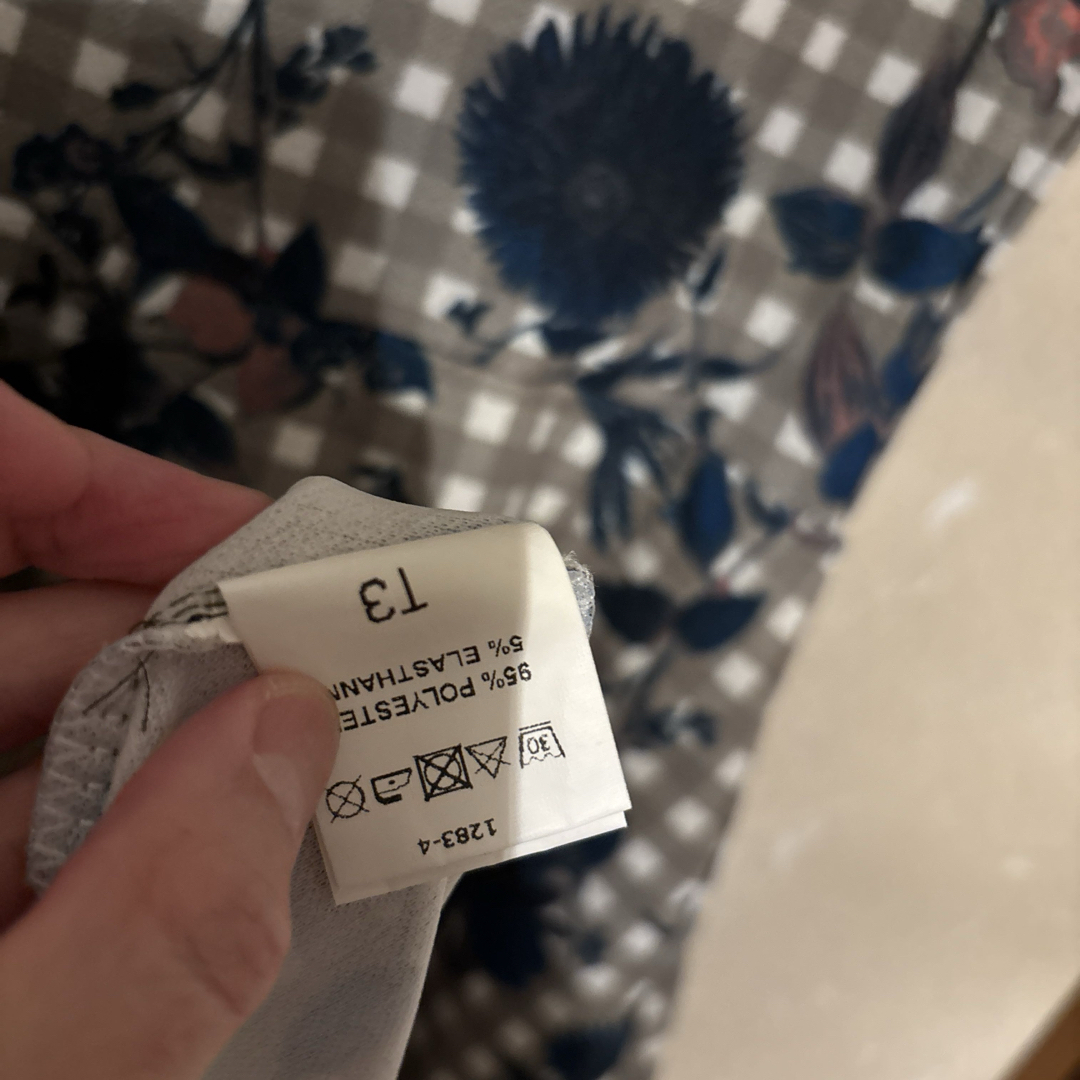 T3
5% ELASTHANN
95% POLYESTE
30
1283-4